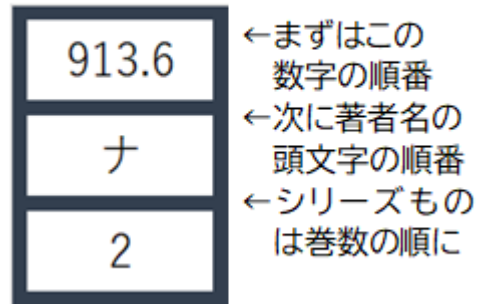 913.6
ナ
2
←まずはこの
数字の順番
←次に著者名の
頭文字の順番
←シリーズもの
は巻数の順に